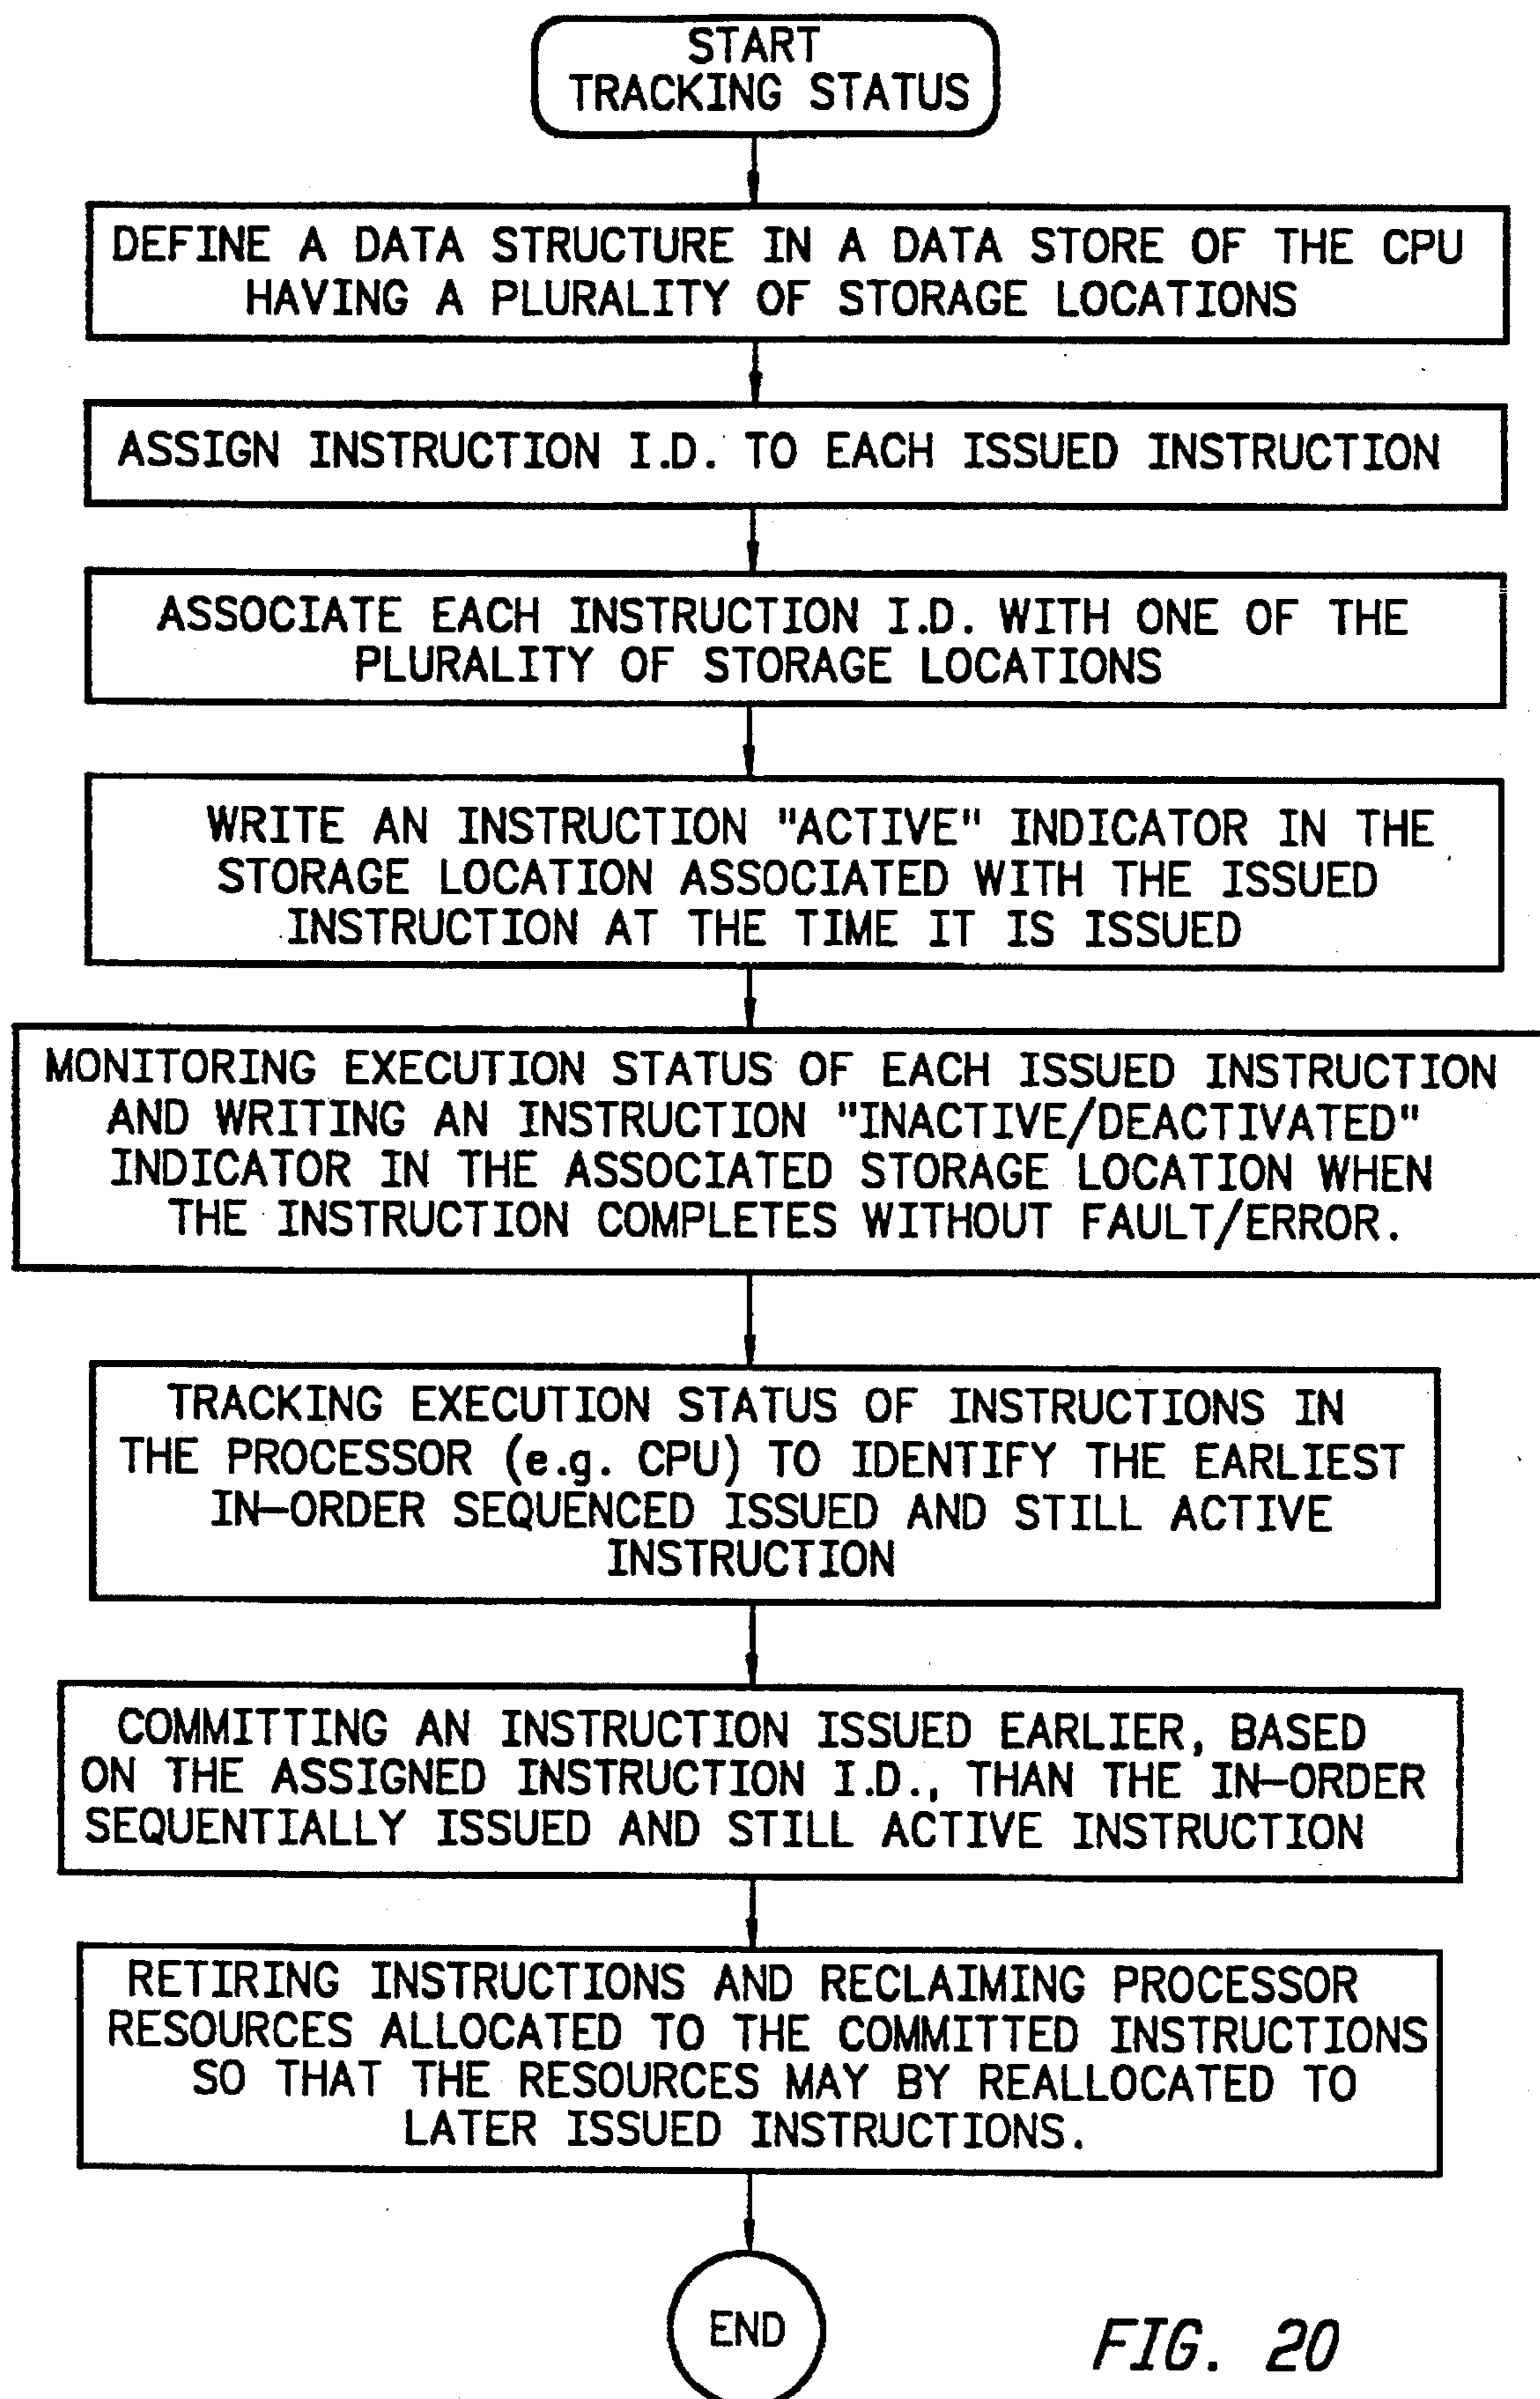 START
TRACKING STATUS
DEFINE A DATA STRUCTURE IN A DATA STORE OF THE CPU
HAVING A PLURALITY OF STORAGE LOCATIONS
ASSIGN INSTRUCTION I.D. TO EACH ISSUED INSTRUCTION
ASSOCIATE EACH INSTRUCTION I.D. WITH ONE OF THE
PLURALITY OF STORAGE LOCATIONS
WRITE AN INSTRUCTION "ACTIVE" INDICATOR IN THE
STORAGE LOCATION ASSOCIATED WITH THE ISSUED
INSTRUCTION AT THE TIME IT IS ISSUED
MONITORING EXECUTION STATUS OF EACH ISSUED INSTRUCTION
AND WRITING AN INSTRUCTION "INACTIVE/DEACTIVATED"
INDICATOR IN THE ASSOCIATED STORAGE LOCATION WHEN
THE INSTRUCTION COMPLETES WITHOUT FAULT/ERROR.
TRACKING EXECUTION STATUS OF INSTRUCTIONS IN
THE PROCESSOR (e.g. CPU) TO IDENTIFY THE EARLIEST
IN-ORDER SEQUENCED ISSUED AND STILL ACTIVE
INSTRUCTION
COMMITTING AN INSTRUCTION ISSUED EARLIER, BASED
ON THE ASSIGNED INSTRUCTION I.D., THAN THE IN-ORDER
SEQUENTIALLY ISSUED AND STILL ACTIVE INSTRUCTION
RETIRING INSTRUCTIONS AND RECLAIMING PROCESSOR
RESOURCES ALLOCATED TO THE COMMITTED INSTRUCTIONS
SO THAT THE RESOURCES MAY BY REALLOCATED TO
LATER ISSUED INSTRUCTIONS.
END
FIG. 20